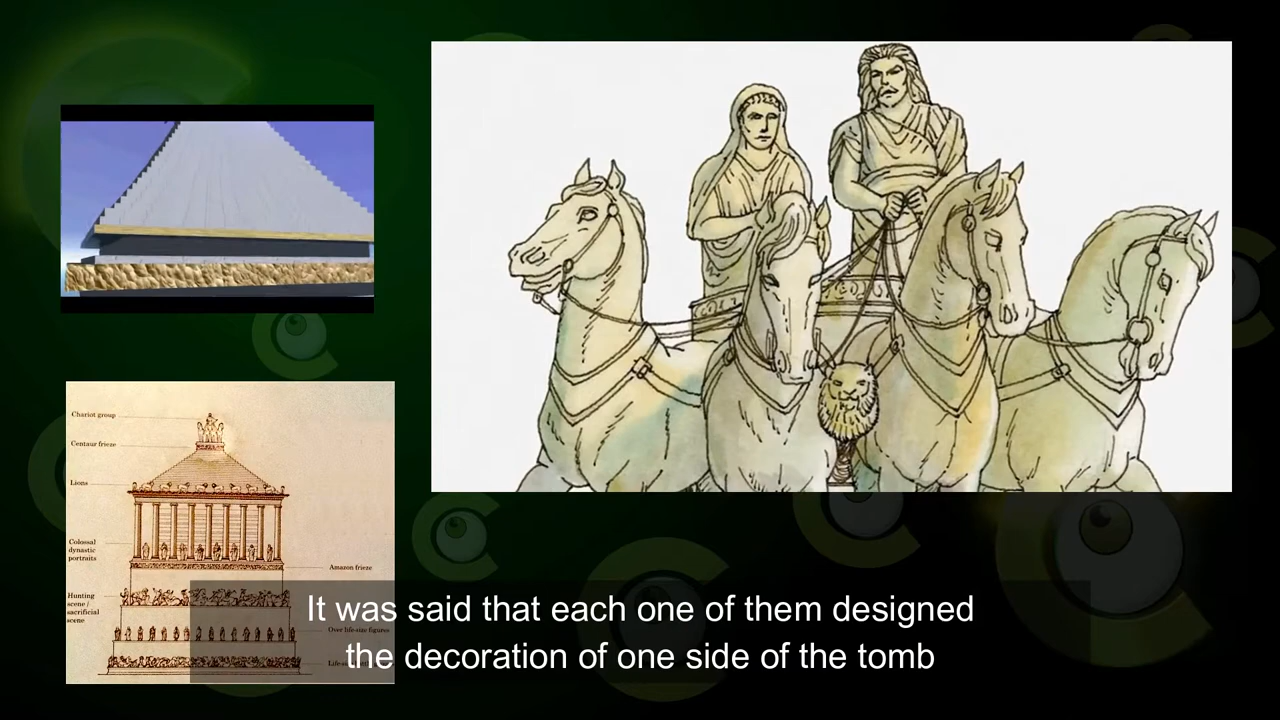 Chariot group
Centaur frieze
Lions
Colossal
dynastic
portraits
Amazon frieze
Hunting
scene /
sacrificial
scene
Over life-size figures
It was said that each one of them designed
the decoration of one side of the tomb